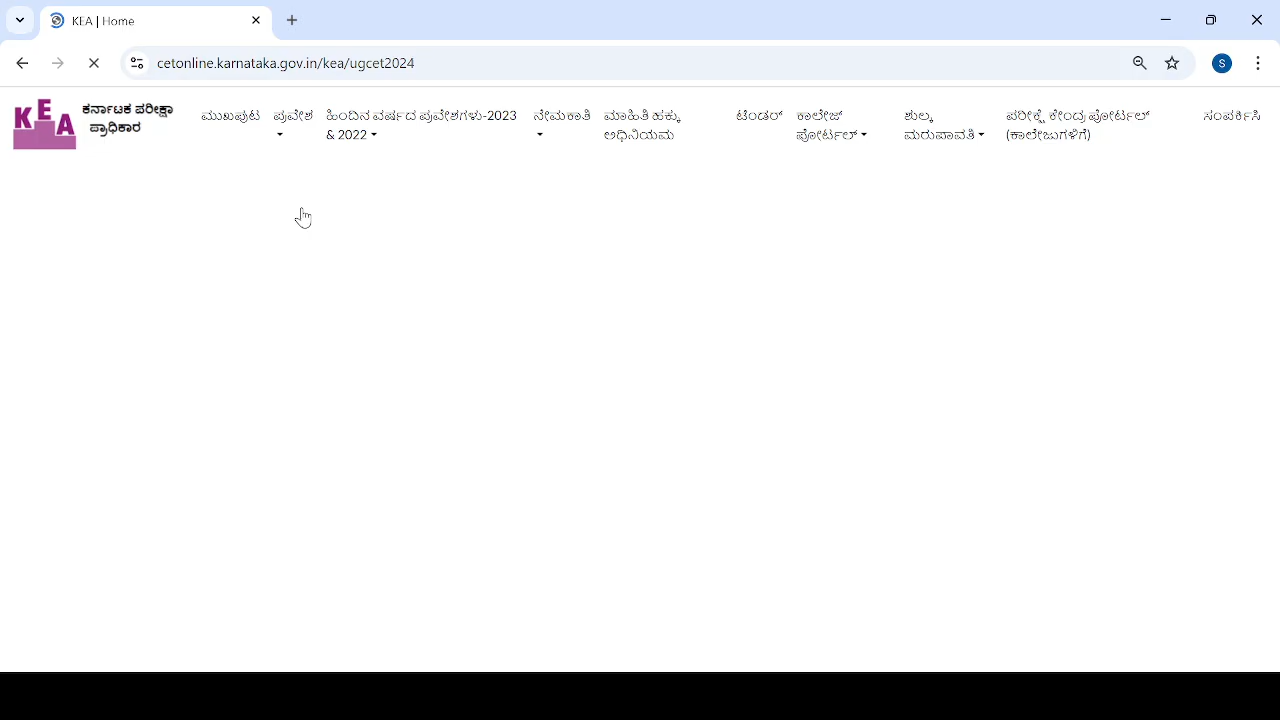 KEA | Home
cetonline.karnataka.gov.in/kea/ugcet2024
S
KEA
ಕರ್ನಾಟಕ ಪರೀಕ್ಷಾ
ಪ್ರಾಧಿಕಾರ
ಮುಖಪುಟ
ಪ್ರವೇಶ
ಹಿಂದಿನ ವರ್ಷದ ಪ್ರವೇಶಗಳು-2023
& 2022
ನೇಮಕಾತಿ
ಮಾಹಿತಿ ಹಕ್ಕು
ಅಧಿನಿಯಮ
ಟೆಂಡರ್
ಕಾಲೇಜ್
ಪೋರ್ಟಲ್
ಶುಲ್ಕ
ಮರುಪಾವತಿ
ಪರೀಕ್ಷೆ ಕೇಂದ್ರ ಪೋರ್ಟಲ್
(ಕಾಲೇಜುಗಳಿಗೆ)
ಸಂಪರ್ಕಿಸಿ